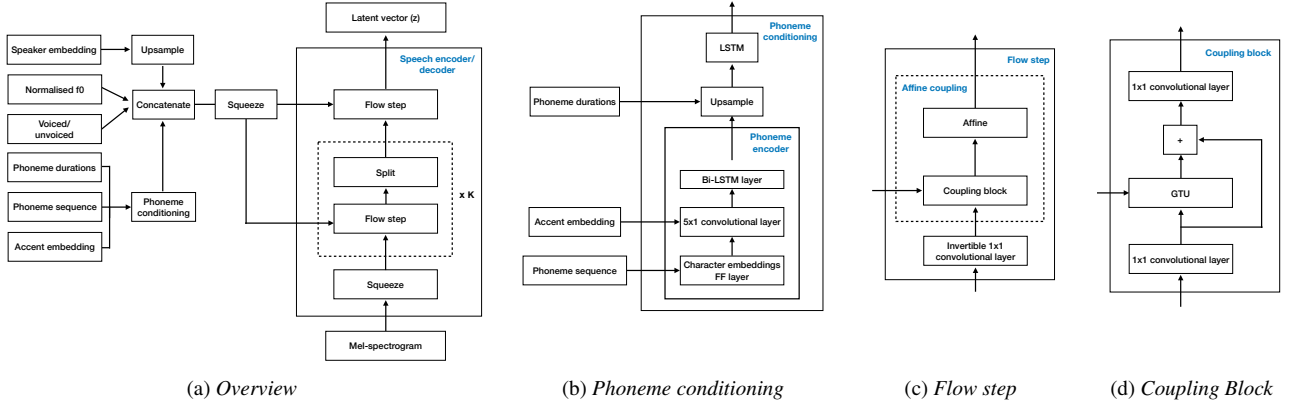 Latent vector (z)
Speaker embedding
Upsample
Speech encoder/
decoder
Normalised f0
Concatenate
Squeeze
Flow step
Voiced/
unvoiced
Phoneme durations
Split
Phoneme sequence
Phoneme
conditioning
Flow step
x K
Accent embedding
Squeeze
Mel-spectrogram
(a) Overview
Phoneme
conditioning
LSTM
Phoneme durations
Upsample
Phoneme
encoder
Bi-LSTM layer
Accent embedding
5x1 convolutional layer
Phoneme sequence
Character embeddings
FF layer
(b) Phoneme conditioning
Flow step
Affine coupling
Affine
Coupling block
Invertible 1x1
convolutional layer
(c) Flow step
Coupling block
1x1 convolutional layer
+
GTU
1x1 convolutional layer
(d) Coupling Block